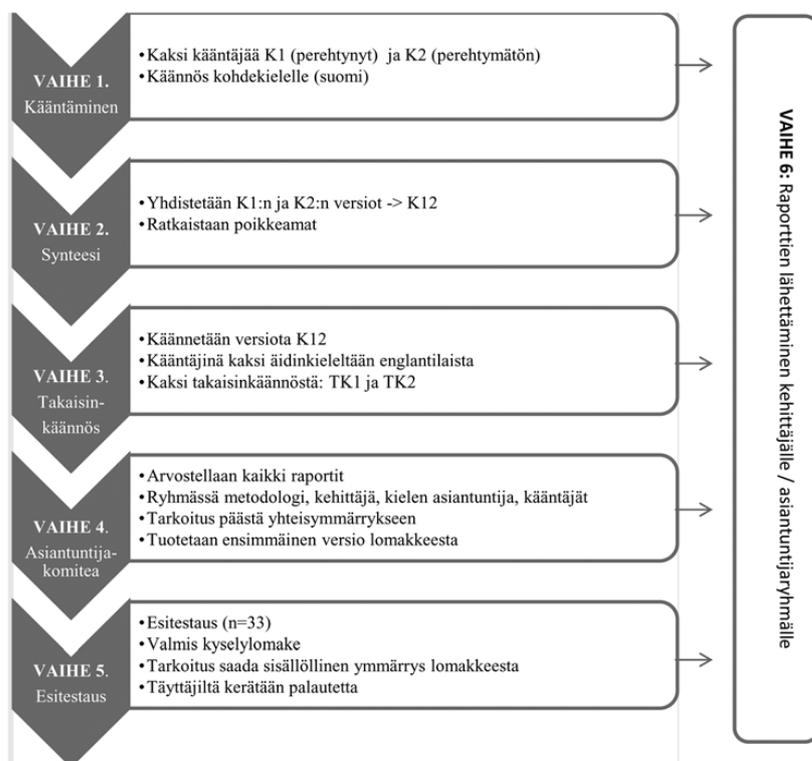 VAIHE 1.
Kääntäminen
•Kaksi kääntäjää K1 (perehtynyt) ja K2 (perehtymätön)
•Käännös kohdekielelle (suomi)
VAIHE 2.
Synteesi
•Yhdistetään K1:n ja K2:n versiot -> K12
•Ratkaistaan poikkeamat
VAIHE 3.
Takaisin-
käännös
•Käännetään versiota K12
•Kääntäjinä kaksi äidinkieleltään englantilaista
•Kaksi takaisinkäännöstä: TK1 ja TK2
VAIHE 4.
Asiantuntija-
komitea
•Arvostellaan kaikki raportit
•Ryhmässä metodologi, kehittäjä, kielen asiantuntija, kääntäjät
•Tarkoitus päästä yhteisymmärrykseen
•Tuotetaan ensimmäinen versio lomakkeesta
VAIHE 5.
Esitestaus
•Esitestaus (n=33)
•Valmis kyselylomake
•Tarkoitus saada sisällöllinen ymmärrys lomakkeesta
•Täyttäjiltä kerätään palautetta
VAIHE 6: Raporttien lähettäminen kehittäjälle / asiantuntijaryhmälle